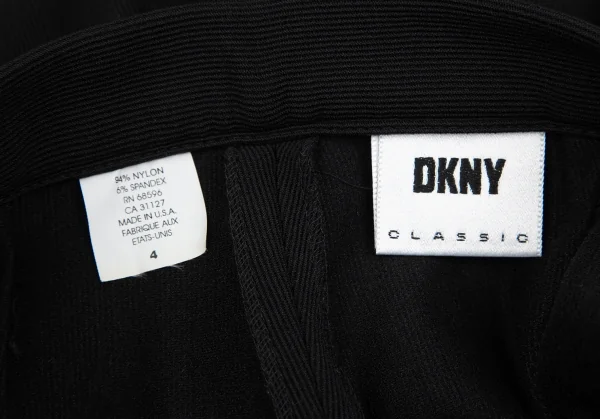 94% NYLON
6% SPANDEX
RN 68596
CA 31127
MADE IN U.S.A.
FABRIQUE AUX
ETATS-UNIS
4
DKNY
CLASSIC